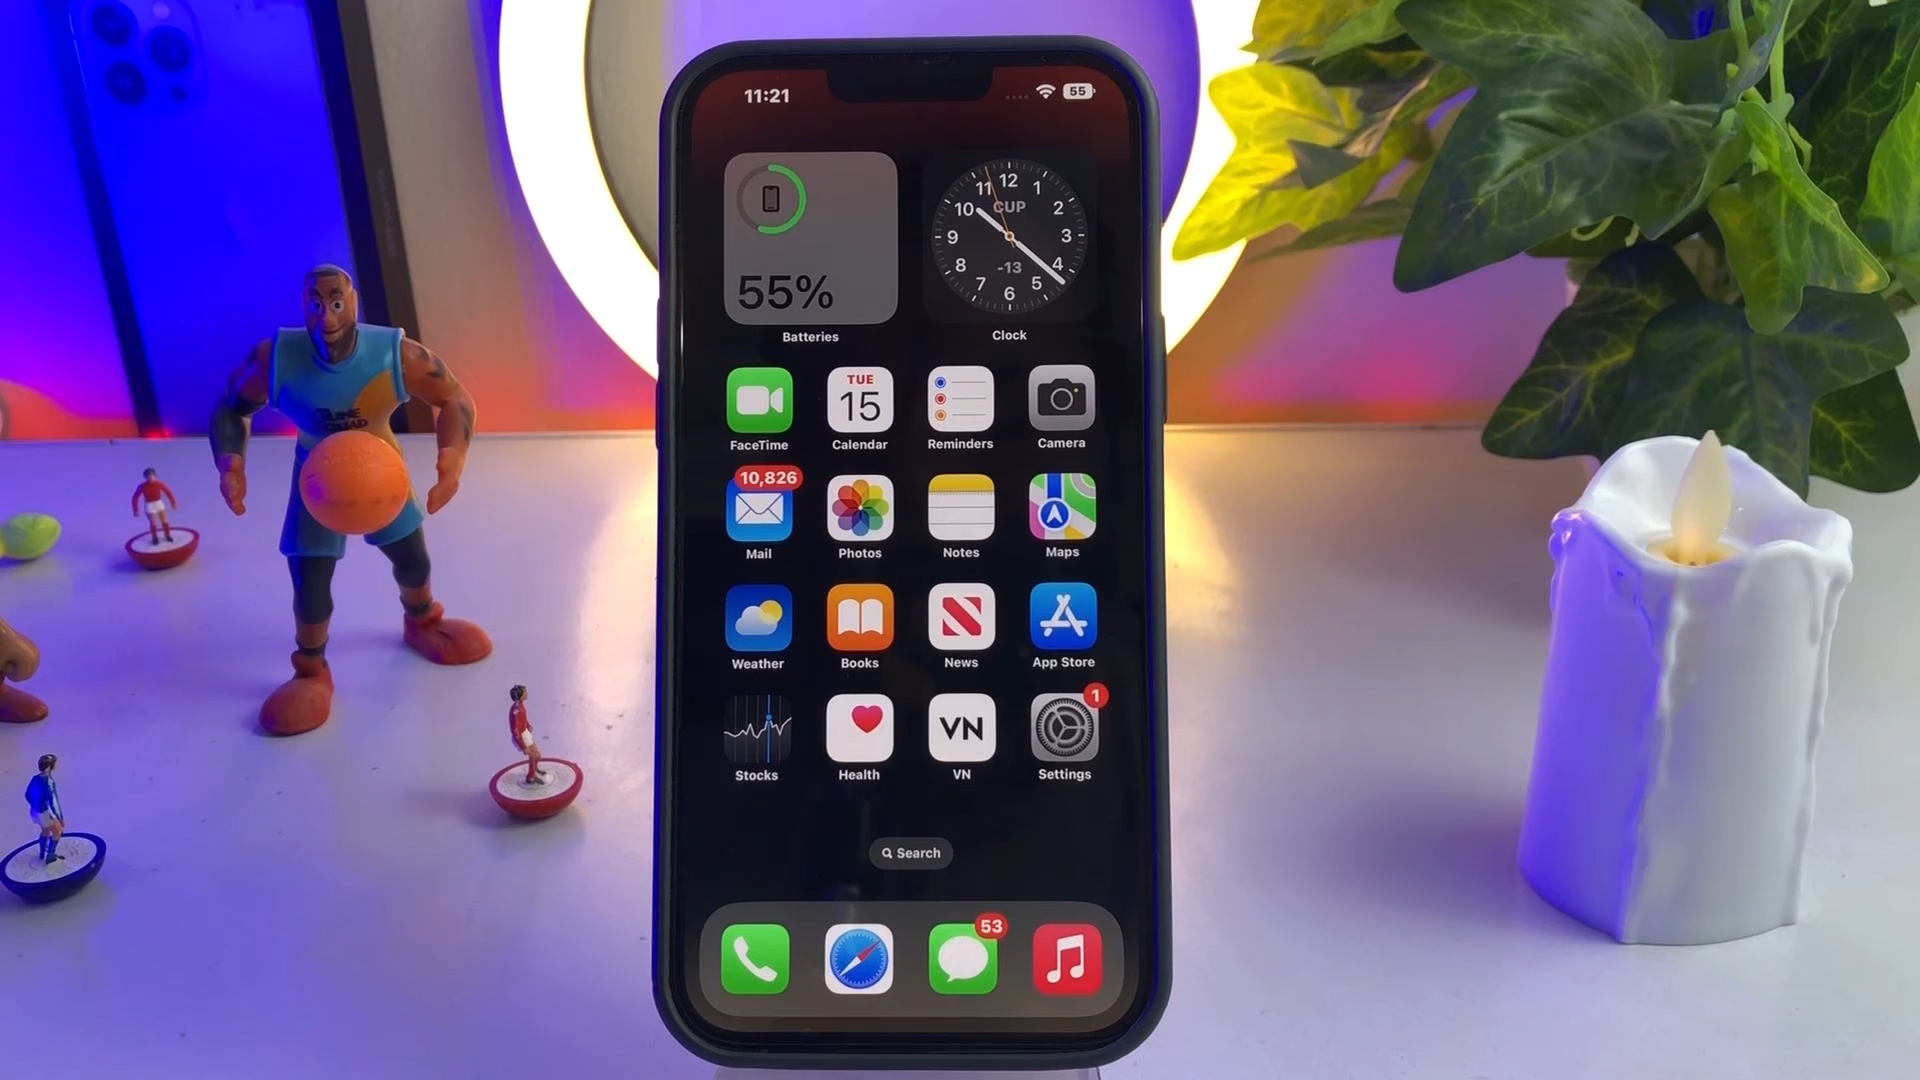 11:21
55
55%
Batteries
11 12 1
10 CUP 2
9 3
8 -13 4
7 6 5
Clock
TUE
15
FaceTime
Calendar
Reminders
Camera
10,826
Mail
Photos
Notes
Maps
Weather
Books
News
App Store
VN
1
Stocks
Health
VN
Settings
Search
53